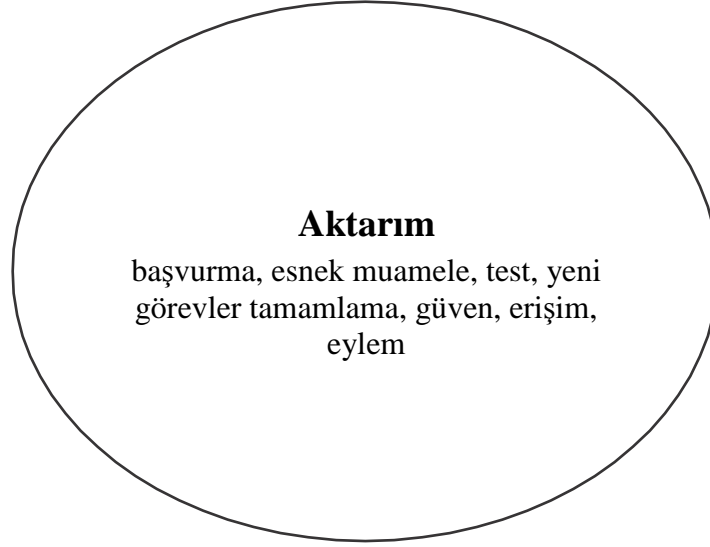 Aktarım
başvurma, esnek muamele, test, yeni
görevler tamamlama, güven, erişim,
eylem